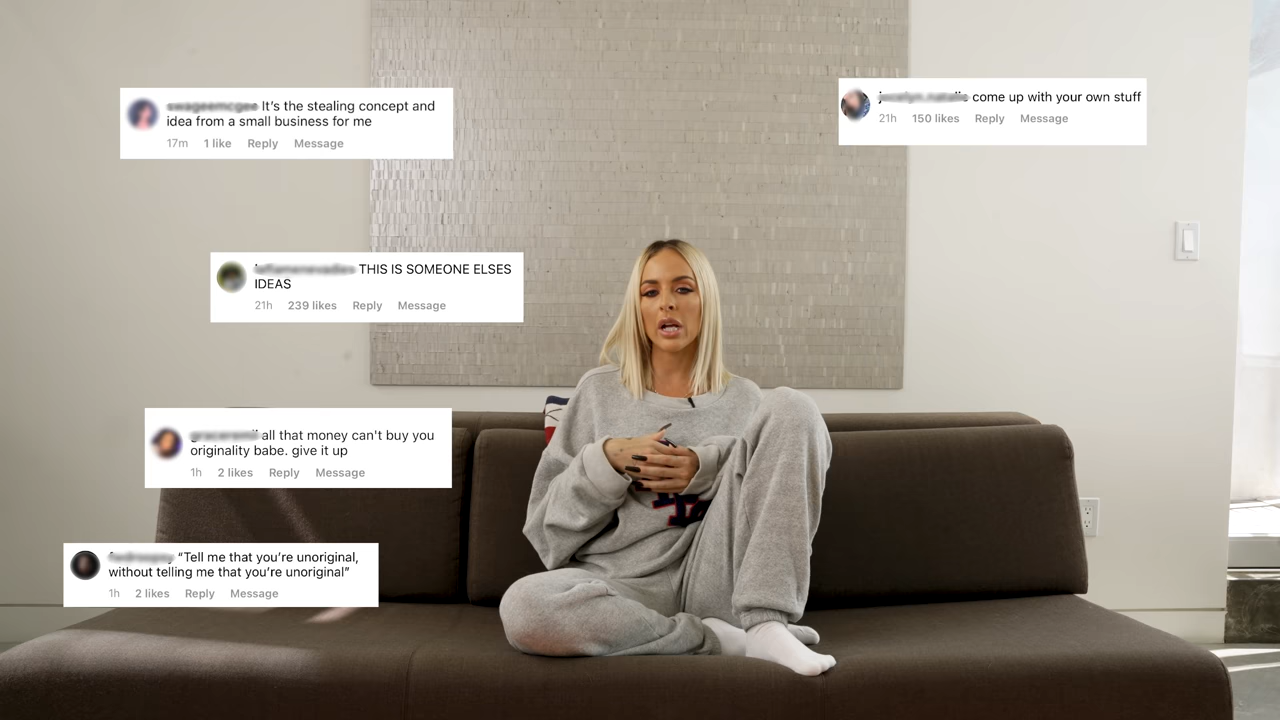 It's the stealing concept and
idea from a small business for me
17m 1 like Reply Message
come up with your own stuff
21h 150 likes Reply Message
THIS IS SOMEONE ELSES
IDEAS
21h 239 likes Reply Message
all that money can't buy you
originality babe. give it up
1h 2 likes Reply Message
“Tell me that you're unoriginal,
without telling me that you're unoriginal”
1h 2 likes Reply Message